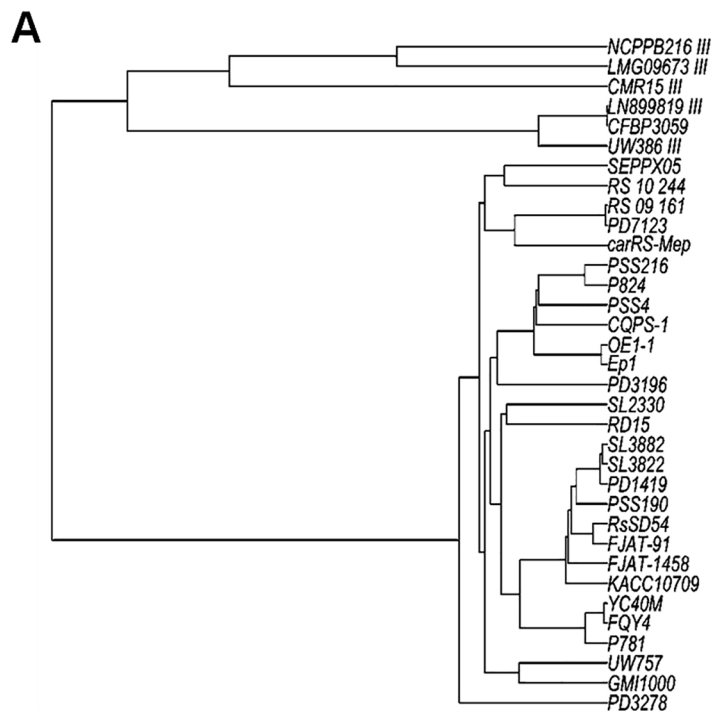 A
NCPPB216 III
LMG09673 III
CMR15 III
LN899819 III
CFBP3059
UW386 III
SEPPX05
RS 10 244
RS 09 161
PD7123
carRS-Mep
PSS216
P824
PSS4
CQPS-1
OE1-1
Ep1
PD3196
SL2330
RD15
SL3882
SL3822
PD1419
PSS190
RsSD54
FJAT-91
FJAT-1458
KACC10709
YC40M
FQY4
P781
UW757
GMI1000
PD3278